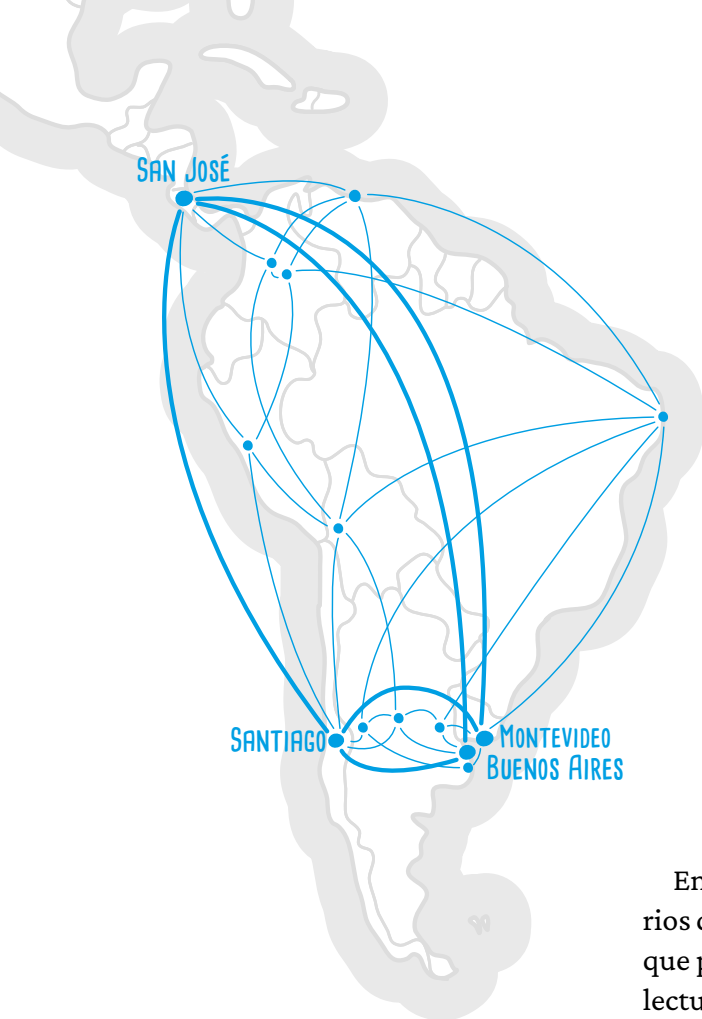 SAN JOSÉ
SANTIAGO
MONTEVIDEO
BUENOS AIRES
En
rios
que p
lectu